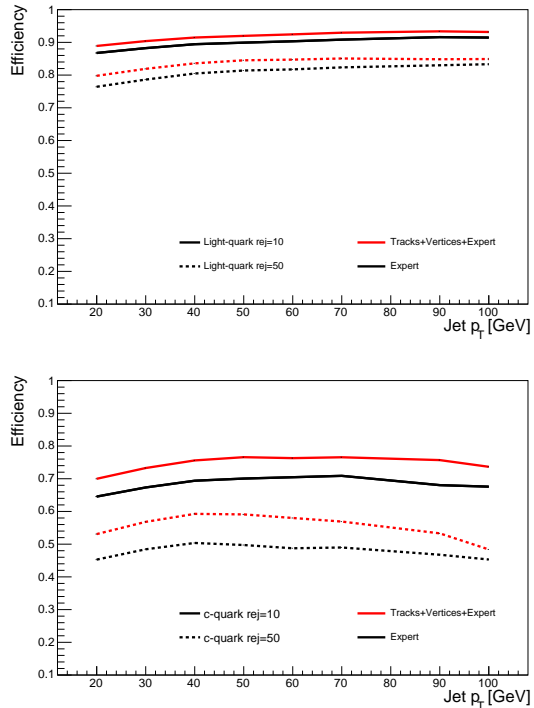 Efficiency
1
0.9
0.8
0.7
0.6
0.5
0.4
0.3
0.2
0.1
Light-quark rej=10
Tracks+Vertices+Expert
Light-quark rej=50
Expert
20 30 40 50 60 70 80 90 100
Jet p_T [GeV]
Efficiency
1
0.9
0.8
0.7
0.6
0.5
0.4
0.3
0.2
0.1
c-quark rej=10
Tracks+Vertices+Expert
c-quark rej=50
Expert
20 30 40 50 60 70 80 90 100
Jet p_T [GeV]